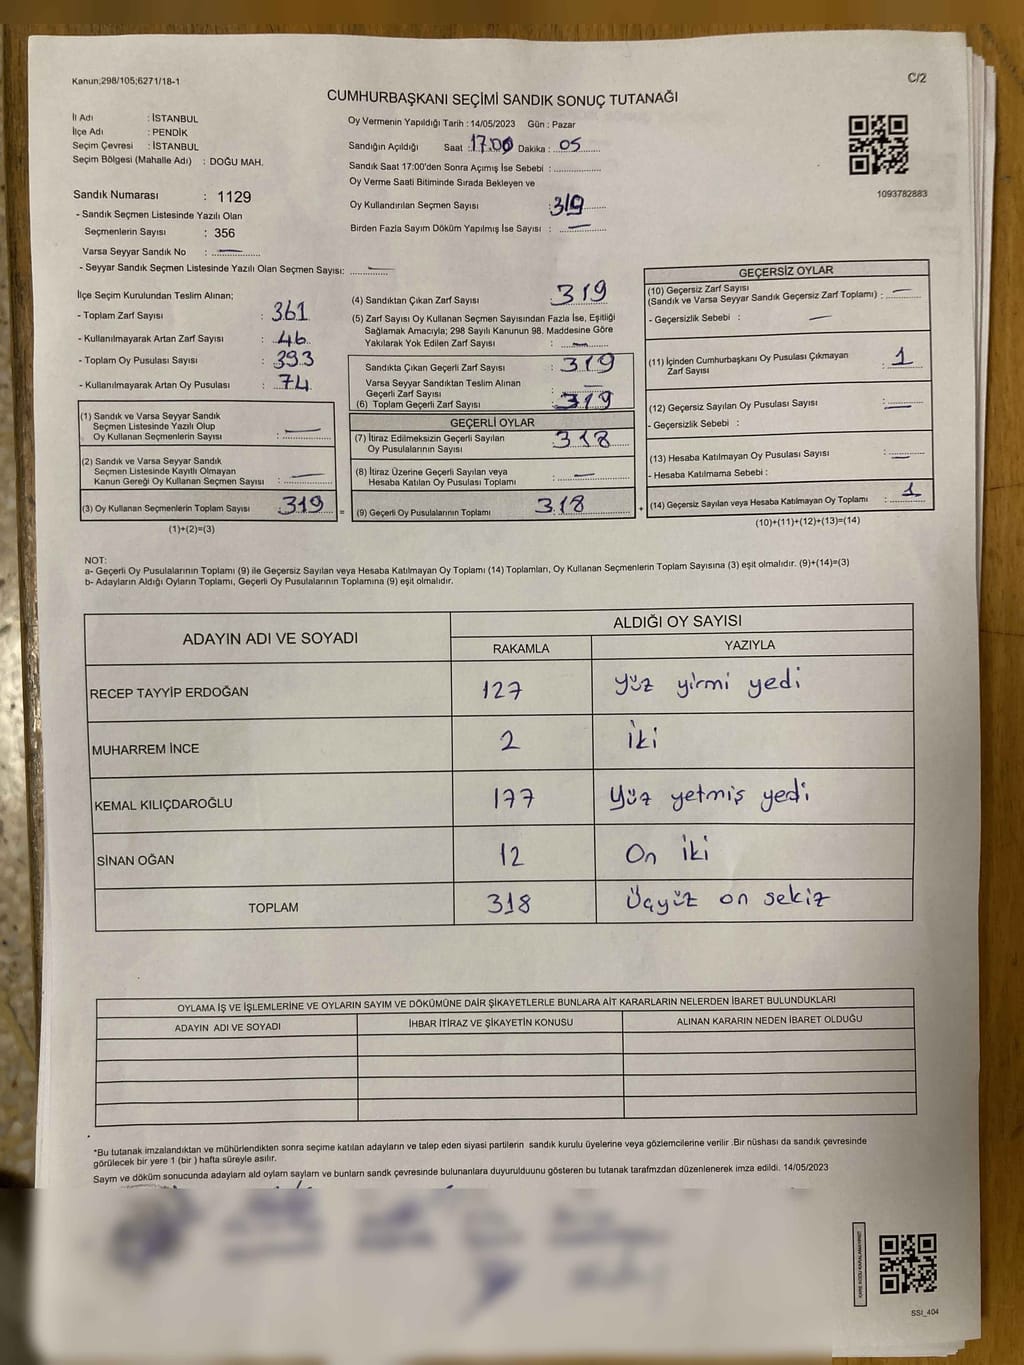 Kanun;298/105;6271/18-1
C/2
CUMHURBAŞKANI SEÇİMİ SANDIK SONUÇ TUTANAĞI
İl Adı : İSTANBUL
İlçe Adı : PENDİK
Seçim Çevresi : İSTANBUL
Seçim Bölgesi (Mahalle Adı) : DOĞU MAH.
Oy Vermenin Yapıldığı Tarih : 14/05/2023 Gün : Pazar
Sandığın Açıldığı Saat : 17:00 Dakika : 05
Sandık Saat 17:00'den Sonra Açımış İse Sebebi :
Oy Verme Saati Bitiminde Sırada Bekleyen ve
Oy Kullandırılan Seçmen Sayısı : 319
Birden Fazla Sayım Döküm Yapılmış İse Sayısı : —
1093782883
Sandık Numarası : 1129
- Sandık Seçmen Listesinde Yazılı Olan
Seçmenlerin Sayısı : 356
Varsa Seyyar Sandık No : —
- Seyyar Sandık Seçmen Listesinde Yazılı Olan Seçmen Sayısı: —
İlçe Seçim Kurulundan Teslim Alınan;
- Toplam Zarf Sayısı : 361
- Kullanılmayarak Artan Zarf Sayısı : 46
- Toplam Oy Pusulası Sayısı : 393
- Kullanılmayarak Artan Oy Pusulası : 74
(1) Sandık ve Varsa Seyyar Sandık
Seçmen Listesinde Yazılı Olup
Oy Kullanan Seçmenlerin Sayısı : —
(2) Sandık ve Varsa Seyyar Sandık
Seçmen Listesinde Kayıtlı Olmayan
Kanun Gereği Oy Kullanan Seçmen Sayısı : —
(3) Oy Kullanan Seçmenlerin Toplam Sayısı : 319 =
(1)+(2)=(3)
(4) Sandıktan Çıkan Zarf Sayısı 319
(5) Zarf Sayısı Oy Kullanan Seçmen Sayısından Fazla İse, Eşitliği
Sağlamak Amacıyla; 298 Sayılı Kanunun 98. Maddesine Göre
Yakılarak Yok Edilen Zarf Sayısı : —
Sandıkta Çıkan Geçerli Zarf Sayısı : 319
Varsa Seyyar Sandıktan Teslim Alınan
Geçerli Zarf Sayısı : —
(6) Toplam Geçerli Zarf Sayısı : 319
GEÇERLİ OYLAR
(7) İtiraz Edilmeksizin Geçerli Sayılan
Oy Pusulalarının Sayısı : 318
(8) İtiraz Üzerine Geçerli Sayılan veya
Hesaba Katılan Oy Pusulası Toplamı : —
(9) Geçerli Oy Pusulalarının Toplamı : 318 +
GEÇERSİZ OYLAR
(10) Geçersiz Zarf Sayısı
(Sandık ve Varsa Seyyar Sandık Geçersiz Zarf Toplamı) : —
- Geçersizlik Sebebi : —
(11) İçinden Cumhurbaşkanı Oy Pusulası Çıkmayan
Zarf Sayısı : 1
(12) Geçersiz Sayılan Oy Pusulası Sayısı : —
- Geçersizlik Sebebi :
(13) Hesaba Katılmayan Oy Pusulası Sayısı : —
- Hesaba Katılmama Sebebi :
(14) Geçersiz Sayılan veya Hesaba Katılmayan Oy Toplamı : 1
(10)+(11)+(12)+(13)=(14)
NOT:
a- Geçerli Oy Pusulalarının Toplamı (9) ile Geçersiz Sayılan veya Hesaba Katılmayan Oy Toplamı (14) Toplamları, Oy Kullanan Seçmenlerin Toplam Sayısına (3) eşit olmalıdır. (9)+(14)=(3)
b- Adayların Aldığı Oyların Toplamı, Geçerli Oy Pusulalarının Toplamına (9) eşit olmalıdır.
ADAYIN ADI VE SOYADI ALDIĞI OY SAYISI
RAKAMLA YAZIYLA
RECEP TAYYİP ERDOĞAN 127 Yüz yirmi yedi
MUHARREM İNCE 2 İki
KEMAL KILIÇDAROĞLU 177 Yüz yetmiş yedi
SİNAN OĞAN 12 On iki
TOPLAM 318 Üçyüz on sekiz
OYLAMA İŞ VE İŞLEMLERİNE VE OYLARIN SAYIM VE DÖKÜMÜNE DAİR ŞİKAYETLERLE BUNLARA AİT KARARLARIN NELERDEN İBARET BULUNDUKLARI
ADAYIN ADI VE SOYADI İHBAR İTİRAZ VE ŞİKAYETİN KONUSU ALINAN KARARIN NEDEN İBARET OLDUĞU
*Bu tutanak imzalandıktan ve mühürlendikten sonra seçime katılan adayların ve talep eden siyasi partilerin sandık kurulu üyelerine veya gözlemcilerine verilir .Bir nüshası da sandık çevresinde
görülecek bir yere 1 (bir ) hafta süreyle asılır.
Saym ve döküm sonucunda adaylarn ald oylarn saylarn ve bunlarn sandk çevresinde bulunanlara duyurulduunu gösteren bu tutanak tarafmzdan düzenlenerek imza edildi. 14/05/2023
KARE KODU KARALAMAYINIZ!
SSI_404